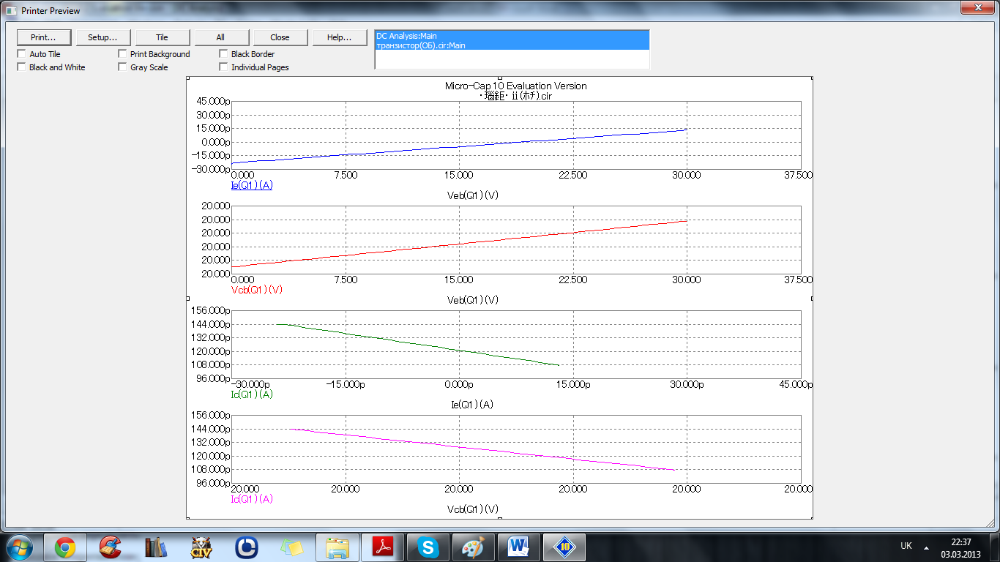 Printer Preview
Print... Setup... Tile All Close Help...
Auto Tile Print Background Black Border
Black and White Gray Scale Individual Pages
DC Analysis:Main
транзистор(ОБ).cir:Main
Micro-Cap 10 Evaluation Version
(ﾎﾁ).cir
45.000p
30.000p
15.000p
0.000p
-15.000p
-30.000p
0.000 7.500 15.000 22.500 30.000 37.500
Ie(Q1) (A)
Veb(Q1) (V)
20.000
20.000
20.000
20.000
20.000
20.000
0.000 7.500 15.000 22.500 30.000 37.500
Vcb(Q1) (V)
Veb(Q1) (V)
156.000p
144.000p
132.000p
120.000p
108.000p
96.000p
-30.000p -15.000p 0.000p 15.000p 30.000p 45.000p
Ic(Q1) (A)
Ie(Q1) (A)
156.000p
144.000p
132.000p
120.000p
108.000p
96.000p
20.000 20.000 20.000 20.000 20.000 20.000
Ic(Q1) (A)
Vcb(Q1) (V)
CIV
10
UK
22:37
03.03.2013